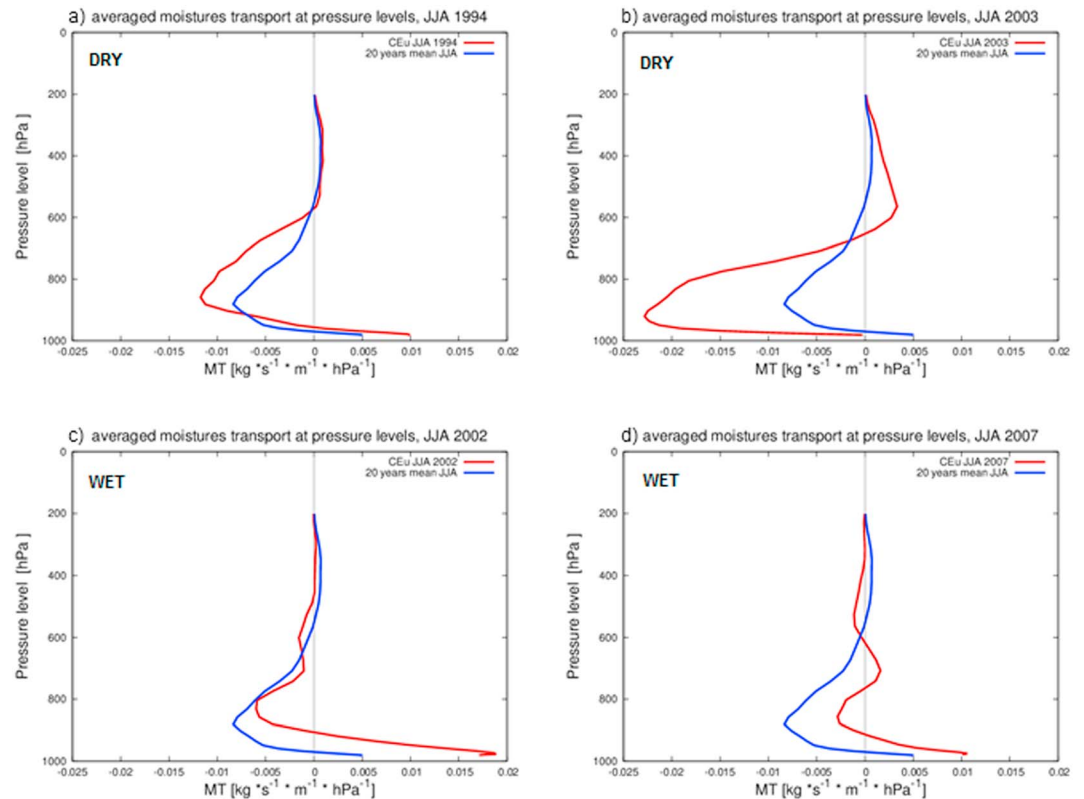 a) averaged moistures transport at pressure levels, JJA 1994
0
CEu JJA 1994
20 years mean JJA
DRY
200
400
600
800
1000
Pressure level [hPa]
-0.025 -0.02 -0.015 -0.01 -0.005 0 0.005 0.01 0.015 0.02
MT [kg *s-1 * m-1 * hPa-1]
b) averaged moistures transport at pressure levels, JJA 2003
0
CEu JJA 2003
20 years mean JJA
DRY
200
400
600
800
1000
Pressure level [hPa]
-0.025 -0.02 -0.015 -0.01 -0.005 0 0.005 0.01 0.015 0.02
MT [kg *s-1 * m-1 * hPa-1]
c) averaged moistures transport at pressure levels, JJA 2002
0
CEu JJA 2002
20 years mean JJA
WET
200
400
600
800
1000
Pressure level [hPa]
-0.025 -0.02 -0.015 -0.01 -0.005 0 0.005 0.01 0.015 0.02
MT [kg *s-1 * m-1 * hPa-1]
d) averaged moistures transport at pressure levels, JJA 2007
0
CEu JJA 2007
20 years mean JJA
WET
200
400
600
800
1000
Pressure level [hPa]
-0.025 -0.02 -0.015 -0.01 -0.005 0 0.005 0.01 0.015 0.02
MT [kg *s-1 * m-1 * hPa-1]